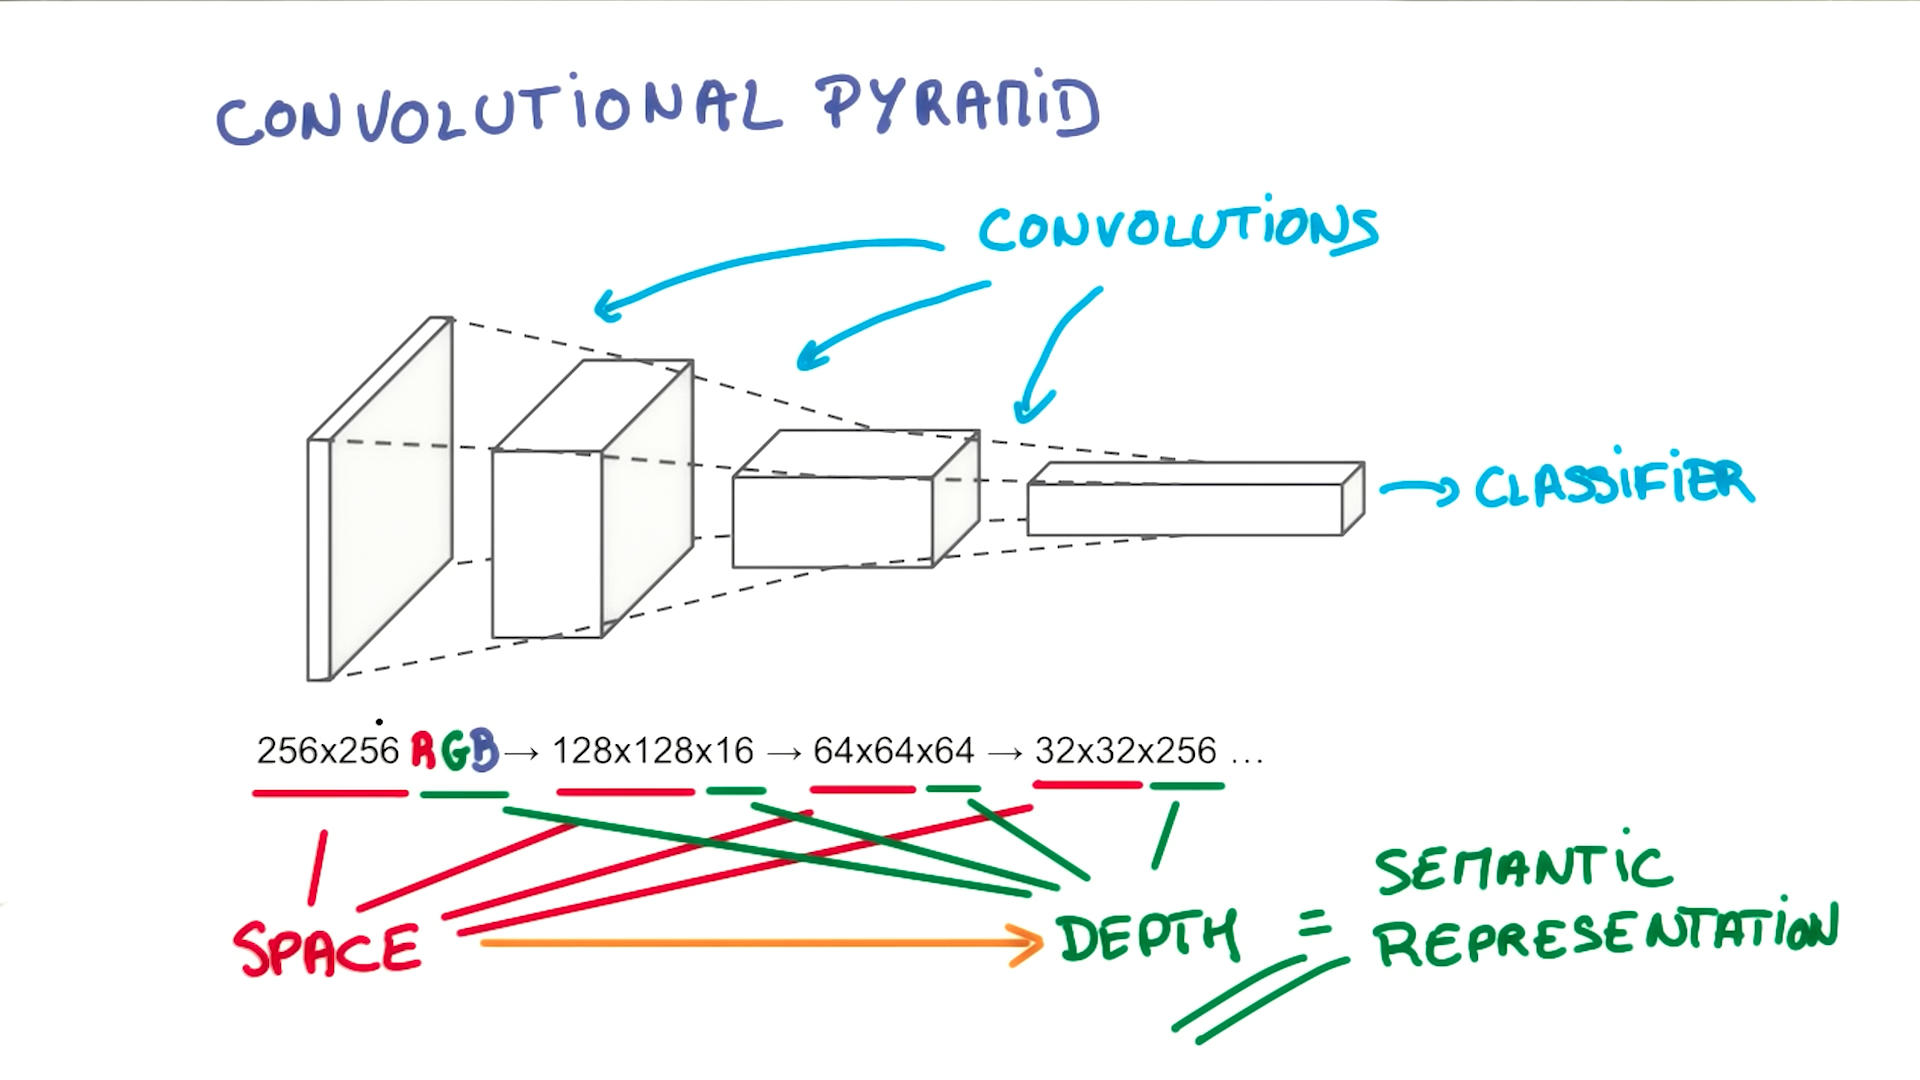 CONVOLUTIONAL PYRAMID
CONVOLUTIONS
CLASSIFIER
256x256 RGB → 128x128x16 → 64x64x64 → 32x32x256 ...
SPACE → DEPTH = SEMANTIC
REPRESENTATION